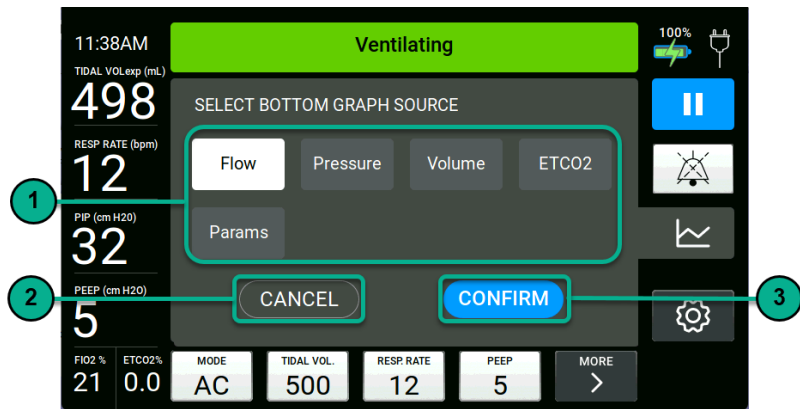 11:38AM
Ventilating
100%
TIDAL VOLexp (mL)
498
SELECT BOTTOM GRAPH SOURCE
RESP RATE (bpm)
12
Flow
Pressure
Volume
ETCO2
1
PIP (cm H20)
32
Params
2
PEEP (cm H20)
5
CANCEL
CONFIRM
3
FIO2 %
21
ETCO2%
0.0
MODE
AC
TIDAL VOL.
500
RESP. RATE
12
PEEP
5
MORE